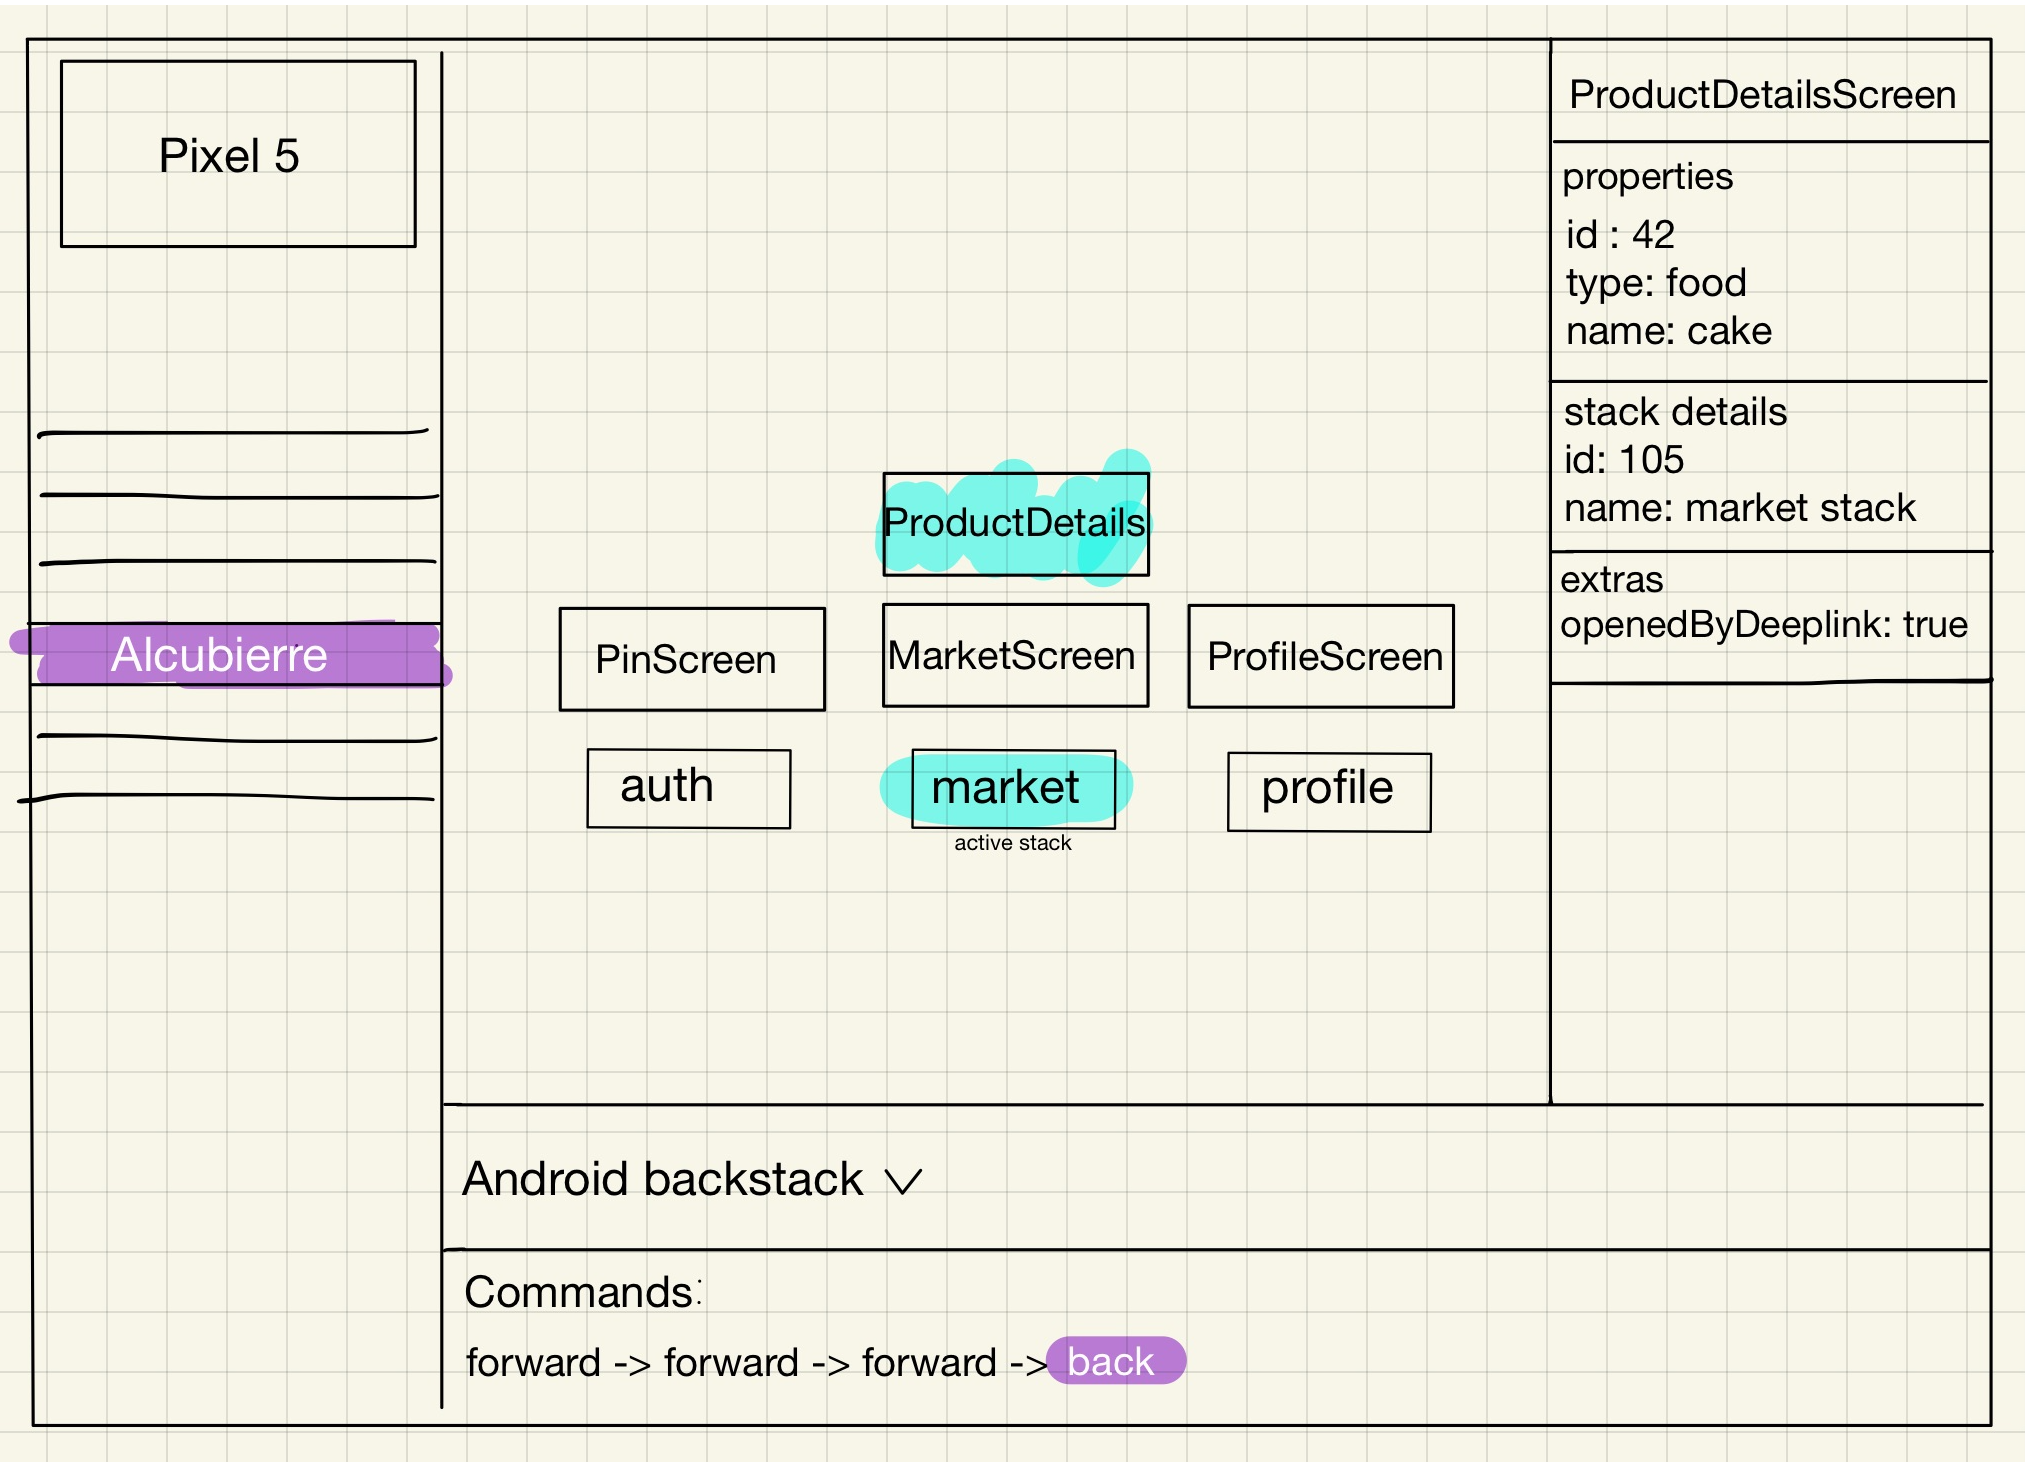 Pixel 5
Alcubierre
ProductDetails
PinScreen
MarketScreen
ProfileScreen
auth
market
profile
active stack
ProductDetailsScreen
properties
id : 42
type: food
name: cake
stack details
id: 105
name: market stack
extras
openedByDeeplink: true
Android backstack
Commands:
forward -> forward -> forward -> back